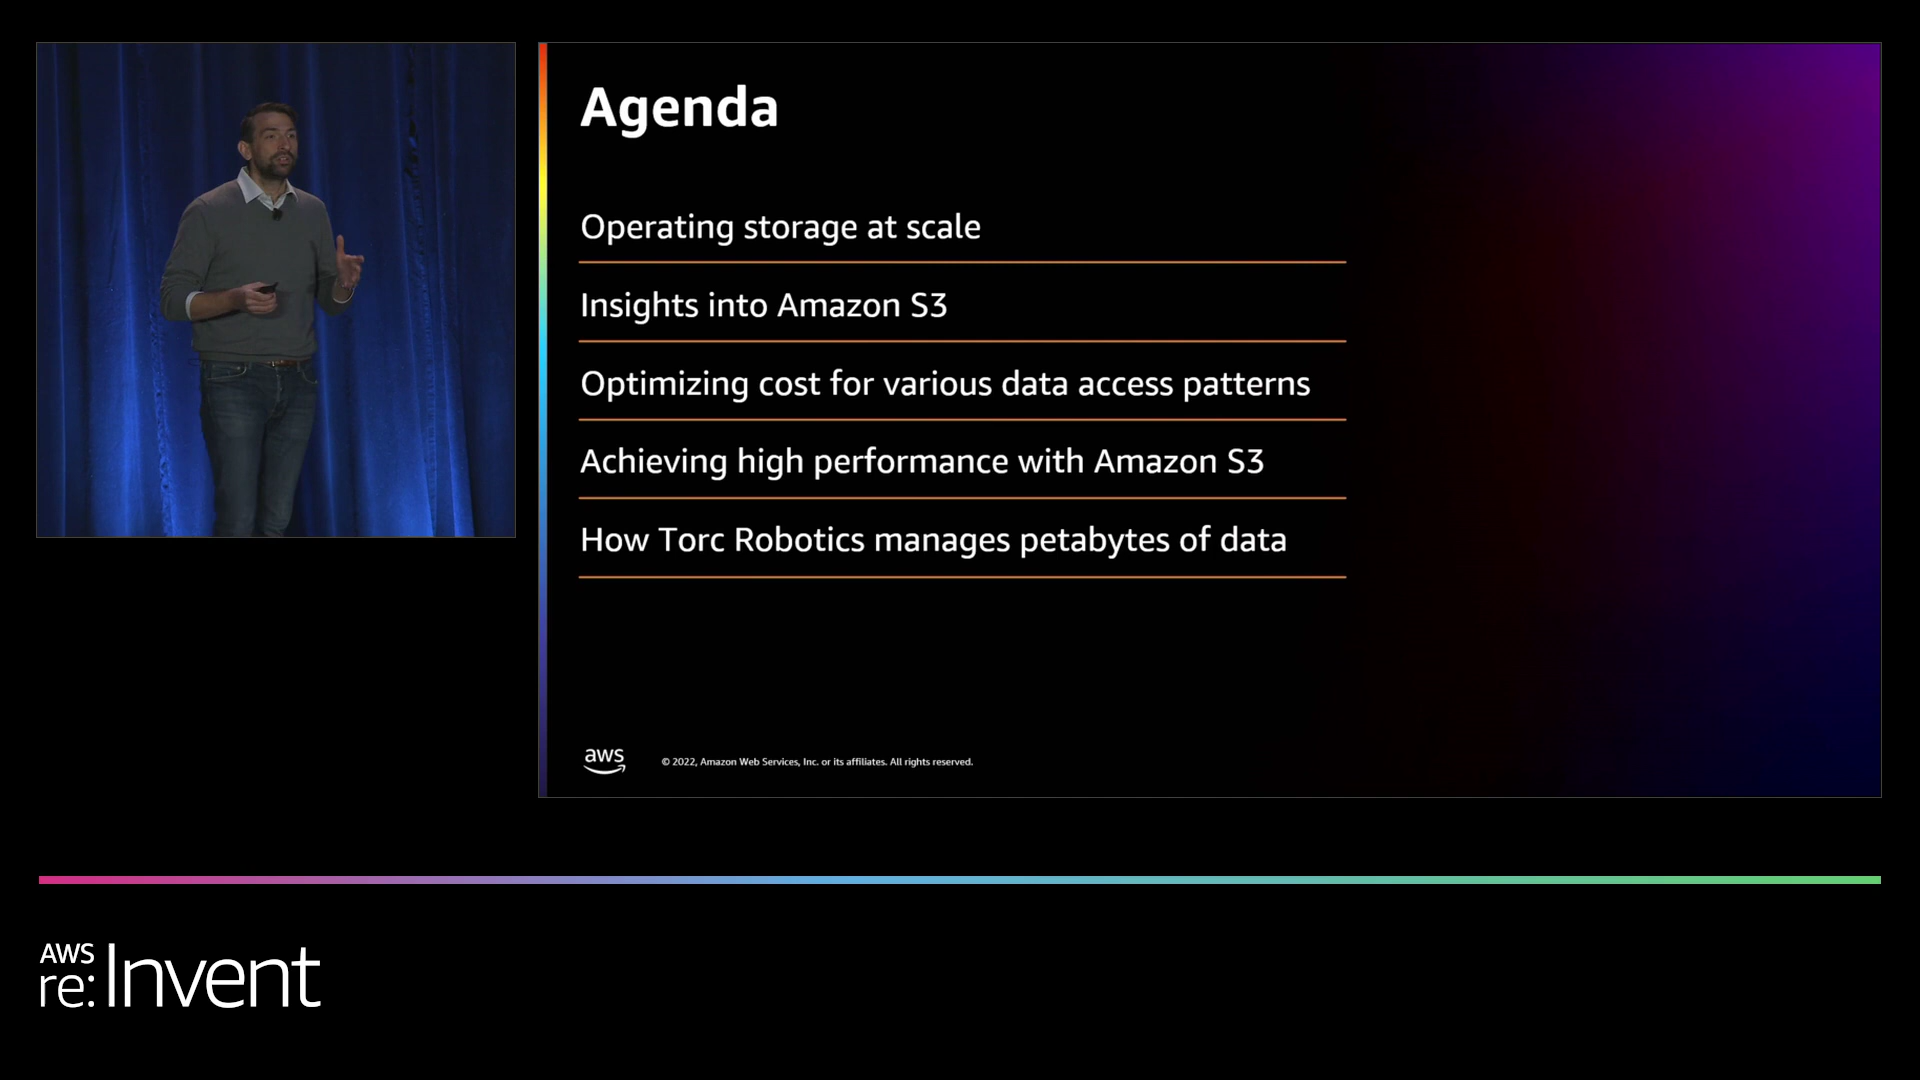 Agenda
Operating storage at scale
Insights into Amazon S3
Optimizing cost for various data access patterns
Achieving high performance with Amazon S3
How Torc Robotics manages petabytes of data
aws
© 2022, Amazon Web Services, Inc. or its affiliates. All rights reserved.
AWS
re:Invent